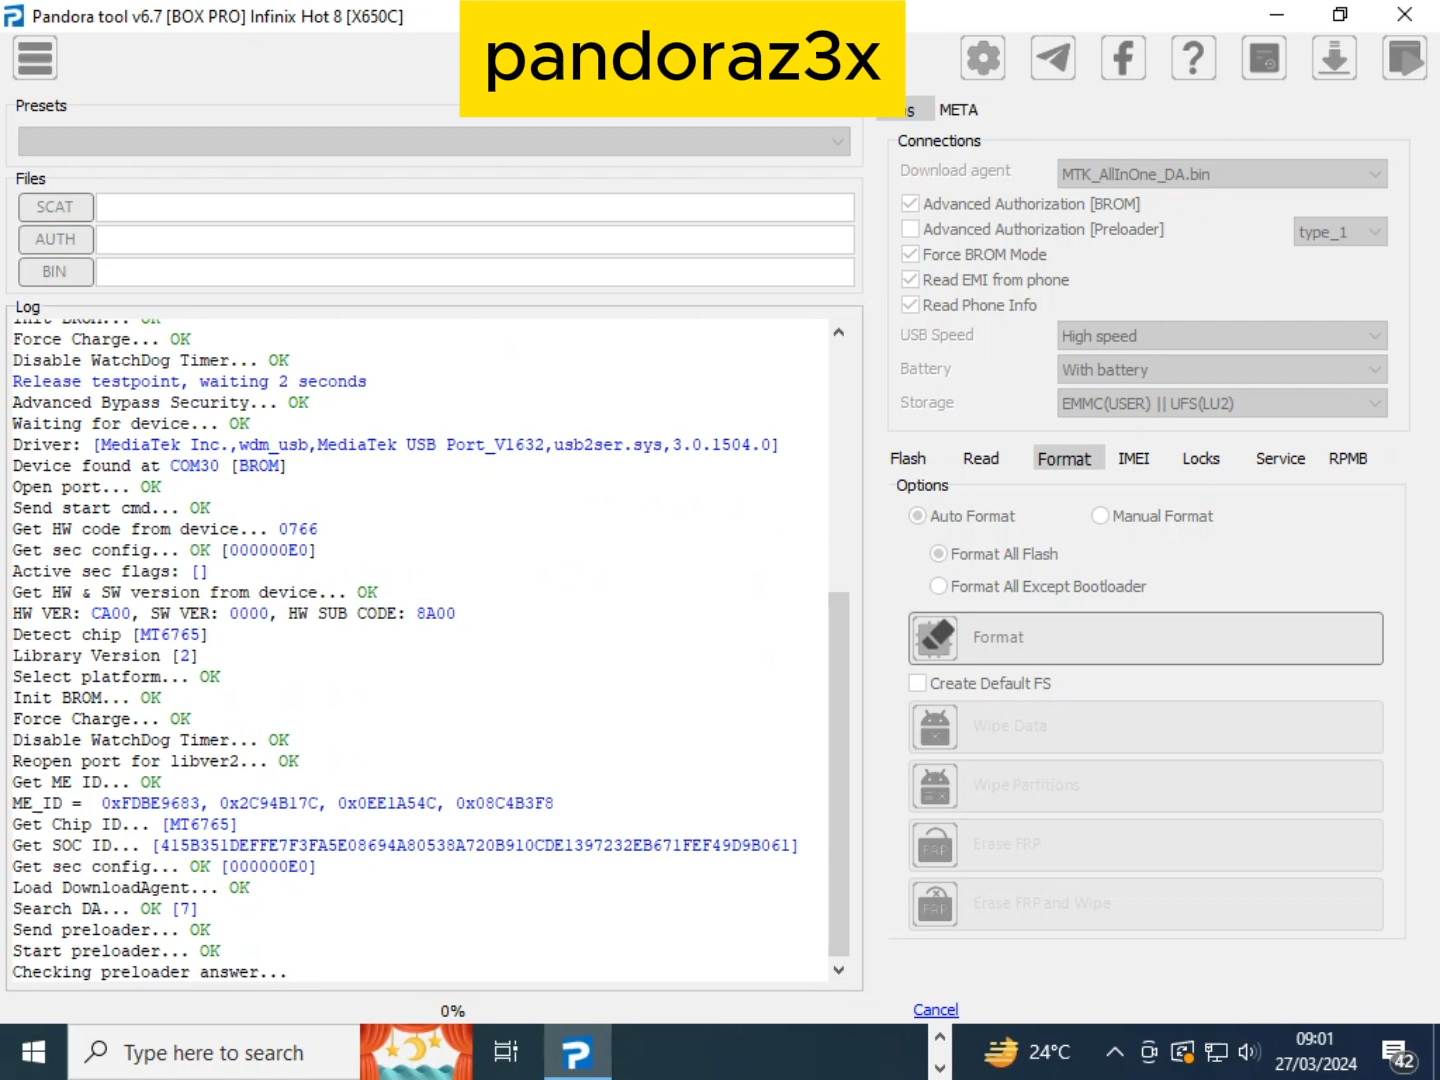 Pandora tool v6.7 [BOX PRO] Infinix Hot 8 [X650C]
pandoraz3x
Presets
Files
SCAT
AUTH
BIN
Log
Init BROM... OK
Force Charge... OK
Disable WatchDog Timer... OK
Release testpoint, waiting 2 seconds
Advanced Bypass Security... OK
Waiting for device... OK
Driver: [MediaTek Inc.,wdm_usb,MediaTek USB Port_V1632,usb2ser.sys,3.0.1504.0]
Device found at COM30 [BROM]
Open port... OK
Send start cmd... OK
Get HW code from device... 0766
Get sec config... OK [000000E0]
Active sec flags: []
Get HW & SW version from device... OK
HW VER: CA00, SW VER: 0000, HW SUB CODE: 8A00
Detect chip [MT6765]
Library Version [2]
Select platform... OK
Init BROM... OK
Force Charge... OK
Disable WatchDog Timer... OK
Reopen port for libver2... OK
Get ME ID... OK
ME_ID = 0xFDBE9683, 0x2C94B17C, 0x0EE1A54C, 0x08C4B3F8
Get Chip ID... [MT6765]
Get SOC ID... [415B351DEFFE7F3FA5E08694A80538A720B910CDE1397232EB671FEF49D9B061]
Get sec config... OK [000000E0]
Load DownloadAgent... OK
Search DA... OK [7]
Send preloader... OK
Start preloader... OK
Checking preloader answer...
0%
META
Connections
Download agent MTK_AllInOne_DA.bin
Advanced Authorization [BROM]
Advanced Authorization [Preloader] type_1
Force BROM Mode
Read EMI from phone
Read Phone Info
USB Speed High speed
Battery With battery
Storage EMMC(USER) || UFS(LU2)
Flash Read Format IMEI Locks Service RPMB
Options
Auto Format Manual Format
Format All Flash
Format All Except Bootloader
Format
Create Default FS
Wipe Data
Wipe Partitions
FRP Erase FRP
FRP Erase FRP and Wipe
Cancel
Type here to search
24°C
09:01
27/03/2024
42